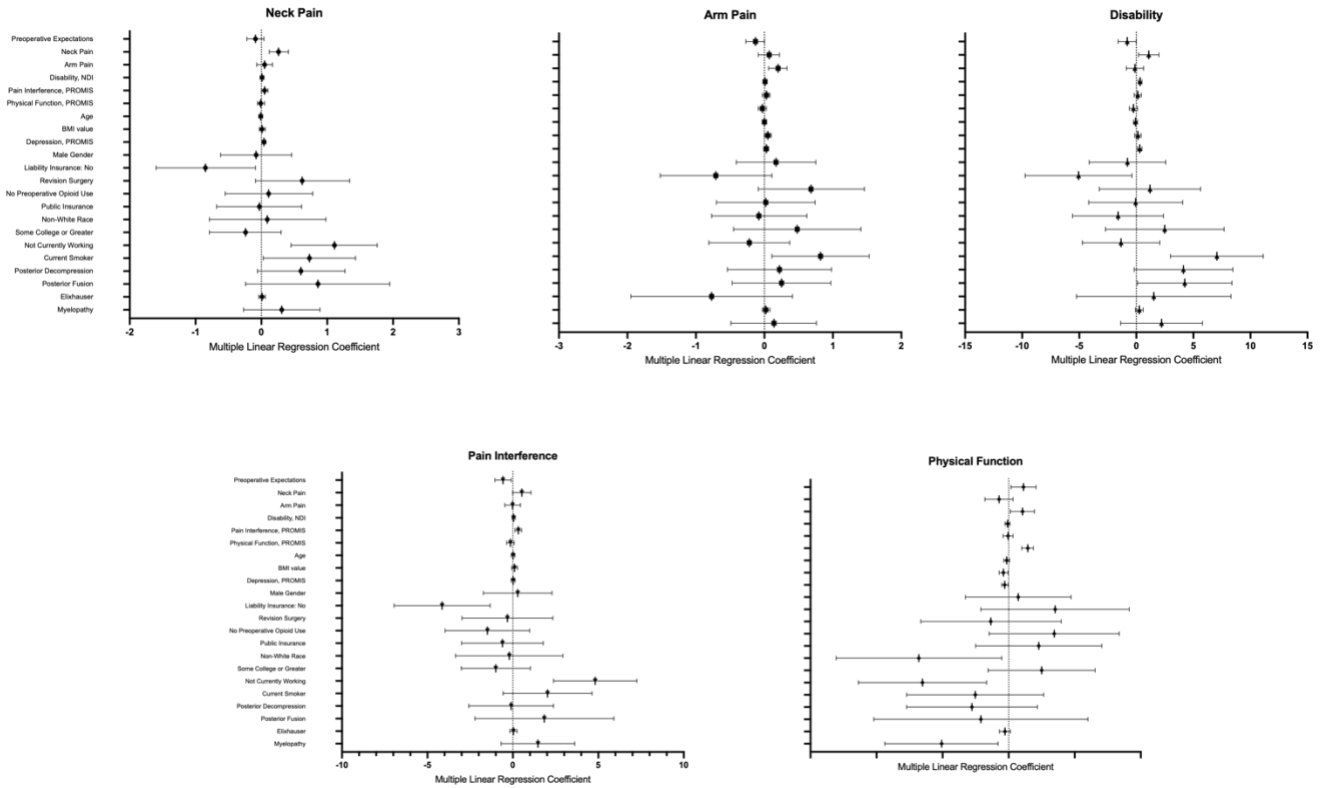 Neck Pain
Preoperative Expectations
Neck Pain
Arm Pain
Disability, NDI
Pain Interference, PROMIS
Physical Function, PROMIS
Age
BMI value
Depression, PROMIS
Male Gender
Liability Insurance: No
Revision Surgery
No Preoperative Opioid Use
Public Insurance
Non-White Race
Some College or Greater
Not Currently Working
Current Smoker
Posterior Decompression
Posterior Fusion
Elixhauser
Myelopathy
-2 -1 0 1 2 3
Multiple Linear Regression Coefficient
Arm Pain
-3 -2 -1 0 1 2
Multiple Linear Regression Coefficient
Disability
-15 -10 -5 0 5 10 15
Multiple Linear Regression Coefficient
Pain Interference
Preoperative Expectations
Neck Pain
Arm Pain
Disability, NDI
Pain Interference, PROMIS
Physical Function, PROMIS
Age
BMI value
Depression, PROMIS
Male Gender
Liability Insurance: No
Revision Surgery
No Preoperative Opioid Use
Public Insurance
Non-White Race
Some College or Greater
Not Currently Working
Current Smoker
Posterior Decompression
Posterior Fusion
Elixhauser
Myelopathy
-10 -5 0 5 10
Multiple Linear Regression Coefficient
Physical Function
Multiple Linear Regression Coefficient